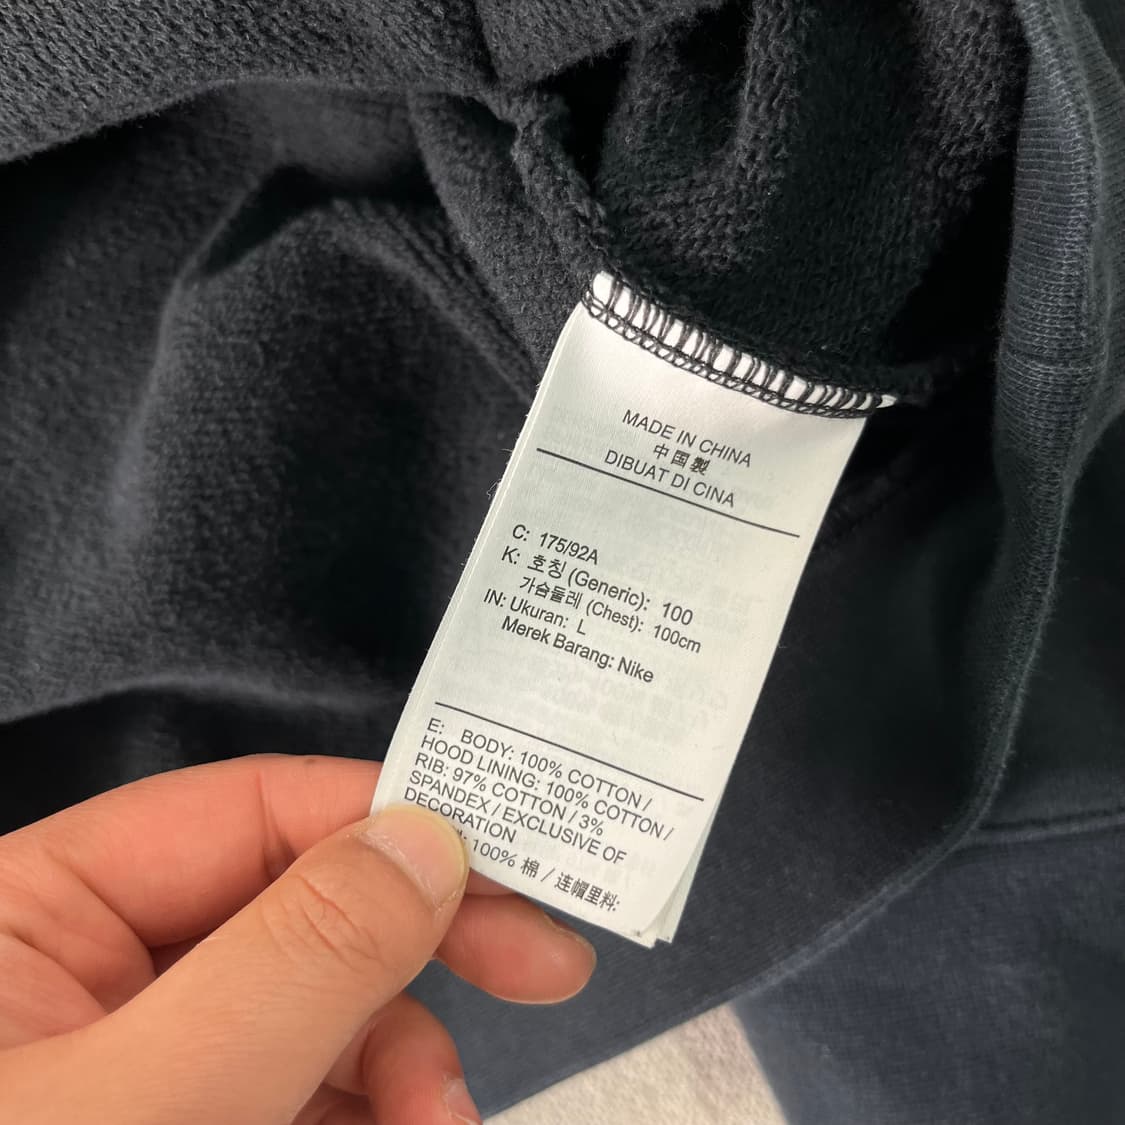 MADE IN CHINA
中国製
DIBUAT DI CINA
C: 175/92A
K: 호칭 (Generic): 100
가슴둘레 (Chest): 100cm
IN: Ukuran: L
Merek Barang: Nike
E: BODY: 100% COTTON /
HOOD LINING: 100% COTTON /
RIB: 97% COTTON / 3%
SPANDEX / EXCLUSIVE OF
DECORATION
100% 棉 / 连帽里料: